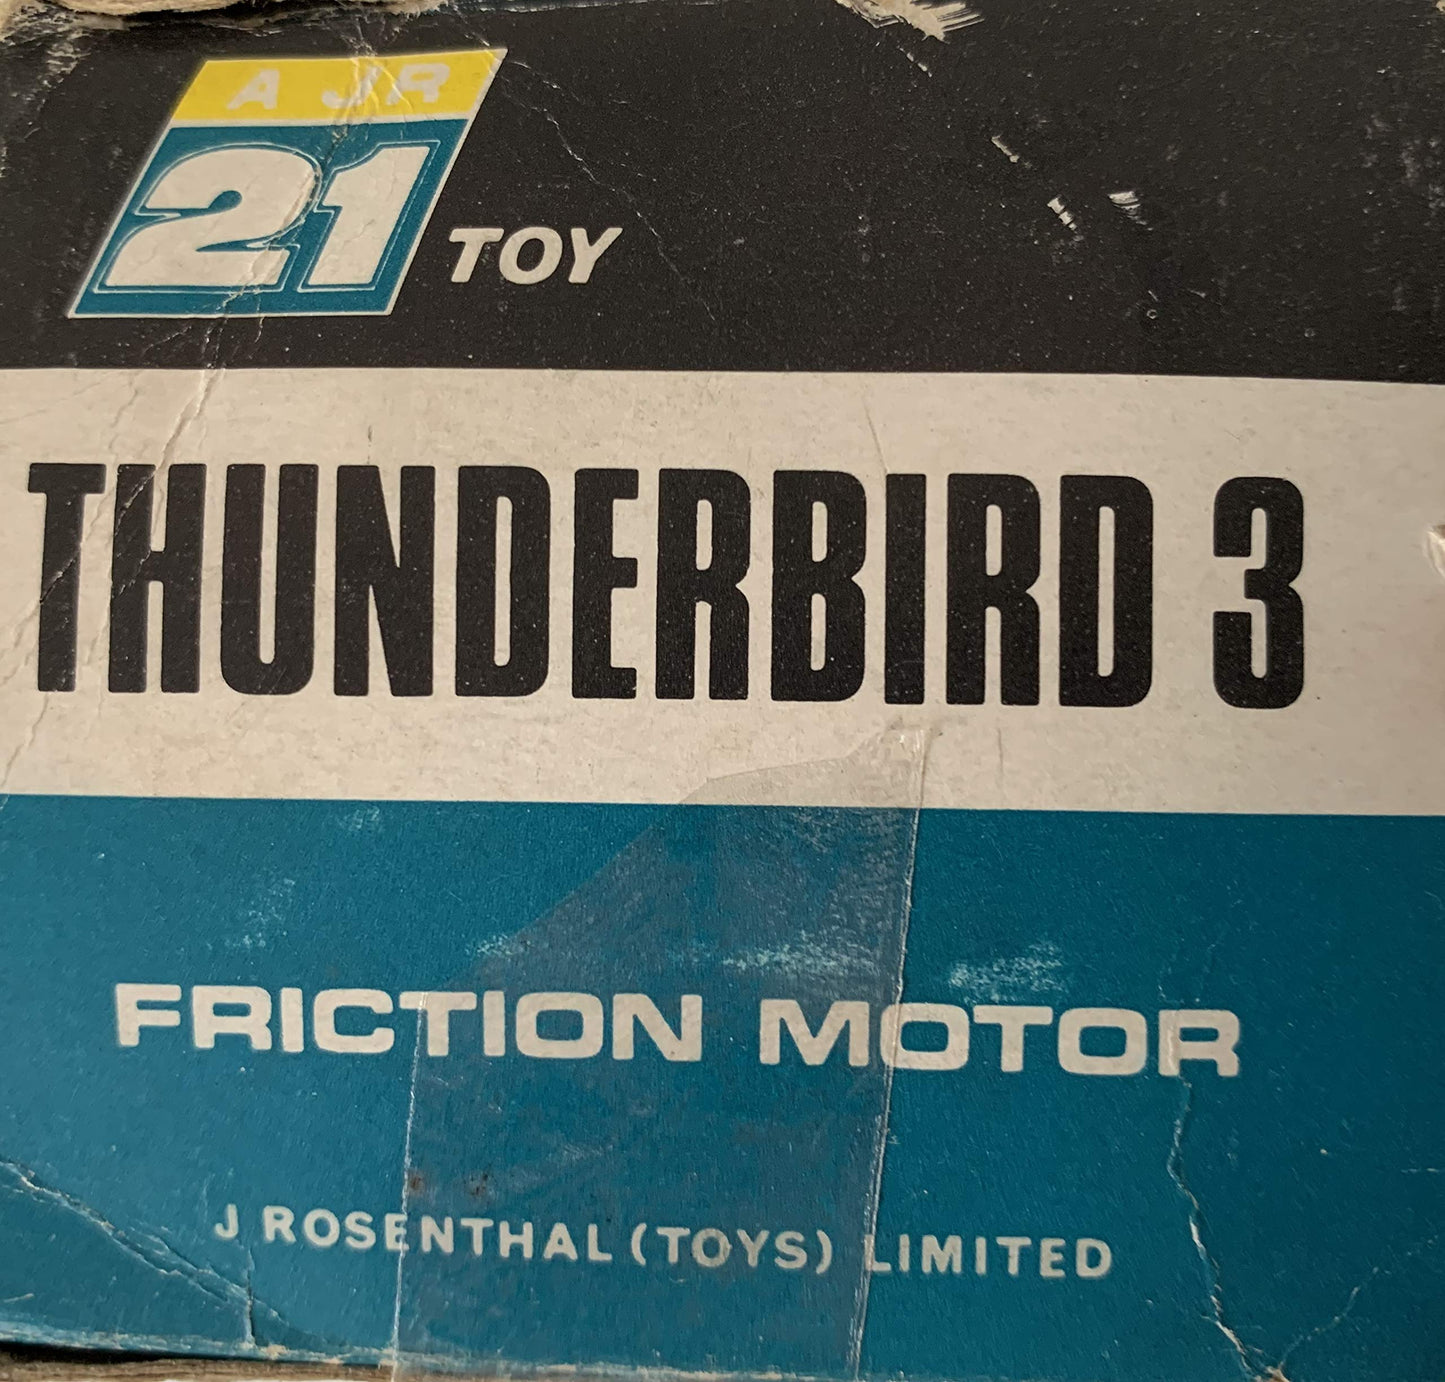 A JR
21
TOY
THUNDERBIRD 3
FRICTION MOTOR
J ROSENTHAL (TOYS) LIMITED